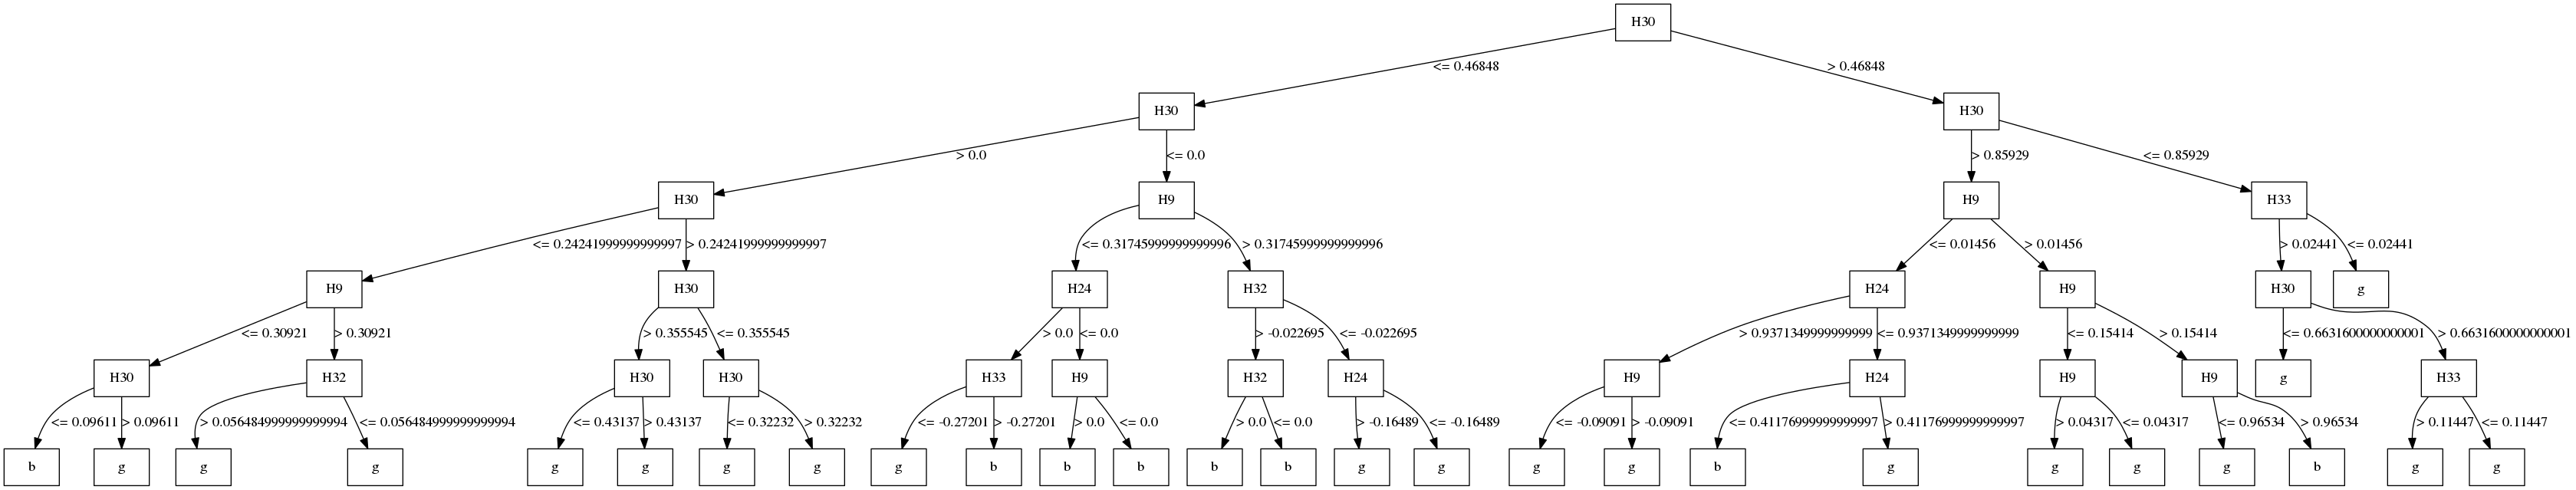 H30
<= 0.46848
> 0.46848
H30
H30
> 0.0
<= 0.0
> 0.85929
<= 0.85929
H30
H9
H9
H33
<= 0.24241999999999997
> 0.24241999999999997
<= 0.31745999999999996
> 0.31745999999999996
<= 0.01456
> 0.01456
> 0.02441
<= 0.02441
H9
H30
H24
H32
H24
H9
H30
g
<= 0.30921
> 0.30921
> 0.355545
<= 0.355545
> 0.0
<= 0.0
> -0.022695
<= -0.022695
> 0.9371349999999999
<= 0.9371349999999999
<= 0.15414
> 0.15414
<= 0.6631600000000001
> 0.6631600000000001
H30
H32
H30
H30
H33
H9
H32
H24
H9
H24
H9
H9
g
H33
<= 0.09611
> 0.09611
> 0.056484999999999994
<= 0.056484999999999994
<= 0.43137
> 0.43137
<= 0.32232
> 0.32232
<= -0.27201
> -0.27201
> 0.0
<= 0.0
> 0.0
<= 0.0
> -0.16489
<= -0.16489
<= -0.09091
> -0.09091
<= 0.41176999999999997
> 0.41176999999999997
> 0.04317
<= 0.04317
<= 0.96534
> 0.96534
> 0.11447
<= 0.11447
b
g
g
g
g
g
g
g
g
b
b
b
b
b
g
g
g
g
b
g
g
g
g
b
g
g